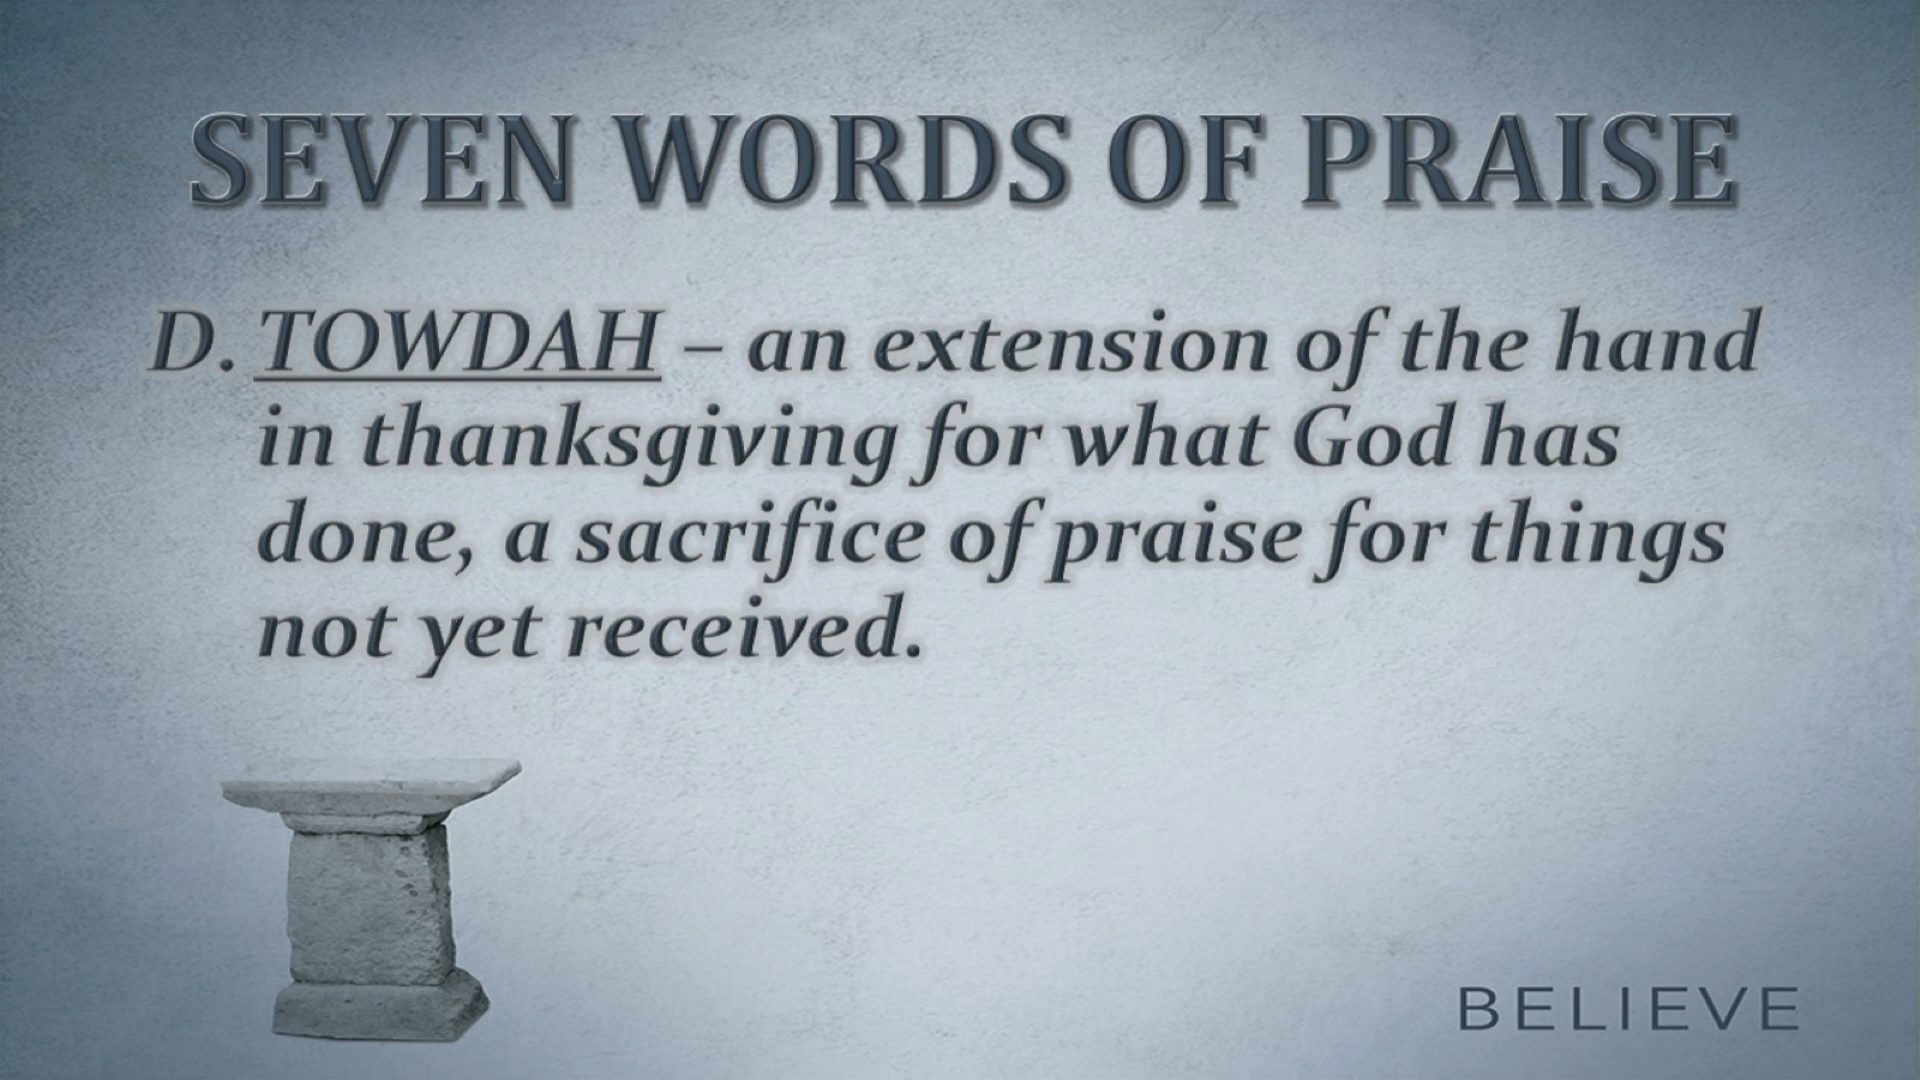 SEVEN WORDS OF PRAISE
D. TOWDAH – an extension of the hand
in thanksgiving for what God has
done, a sacrifice of praise for things
not yet received.
BELIEVE